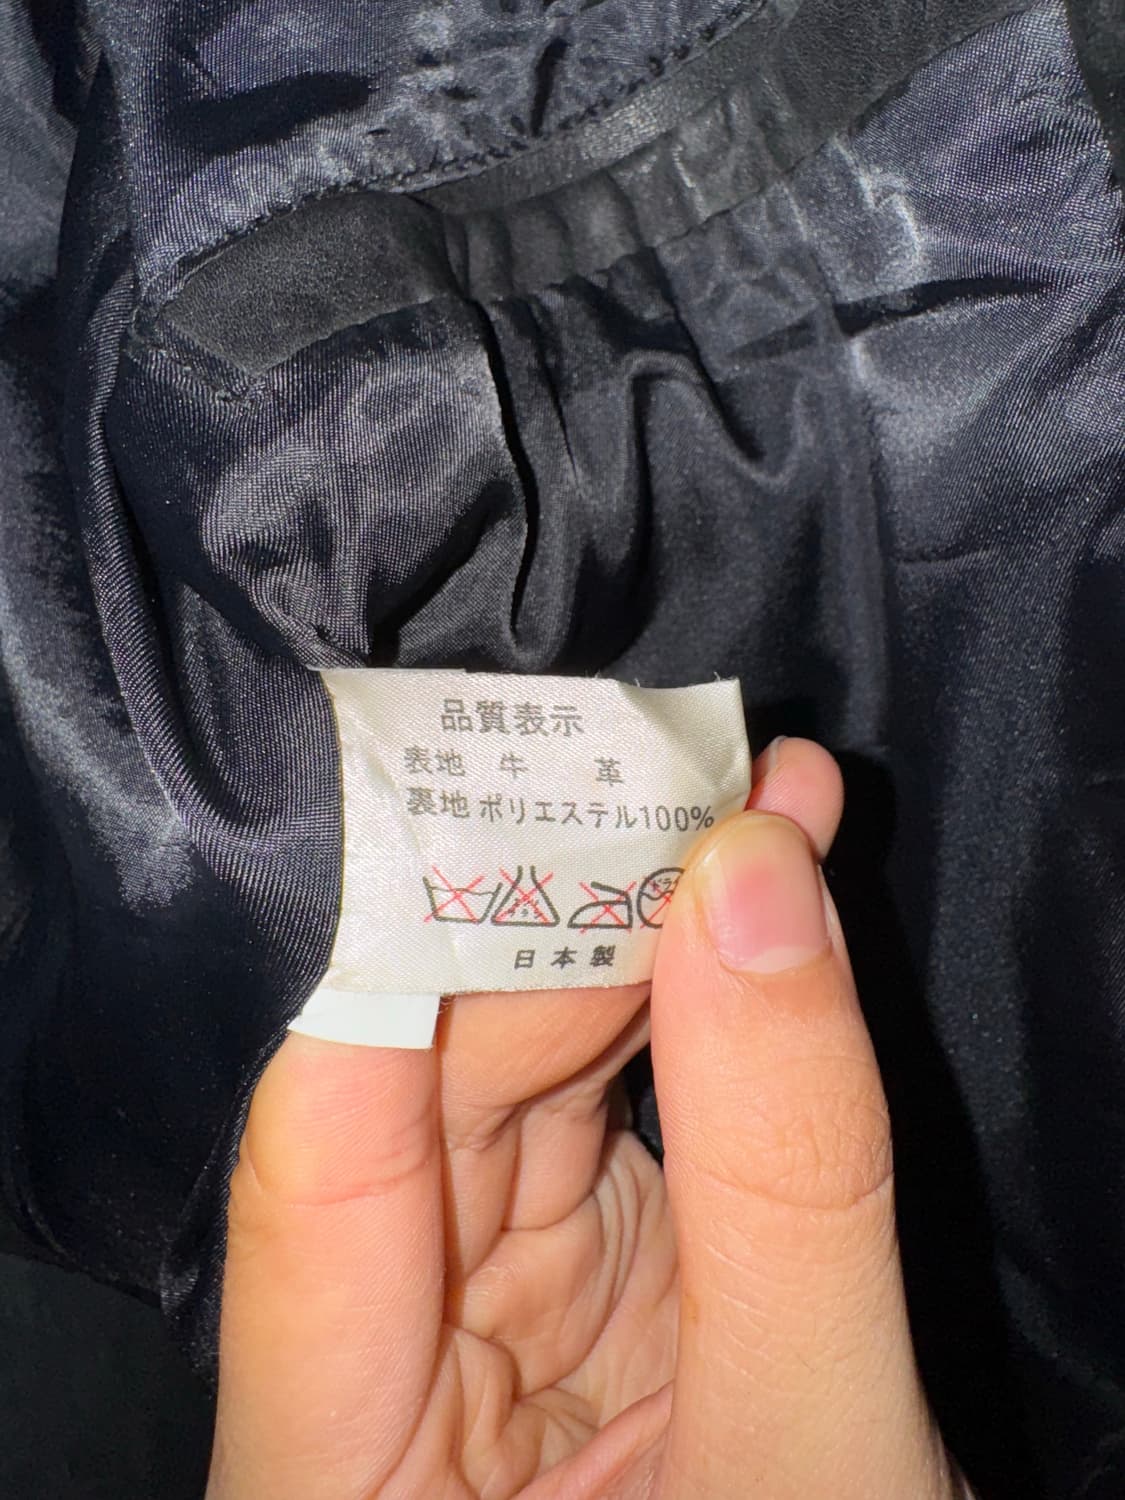 品質表示
表地 牛 革
裏地 ポリエステル100%
日本製